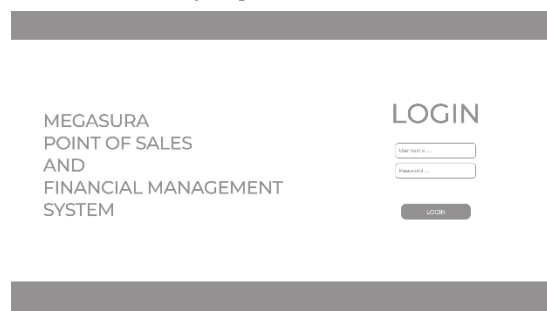 MEGASURA
POINT OF SALES
AND
FINANCIAL MANAGEMENT
SYSTEM
LOGIN
Username ...
Password ...
LOGIN